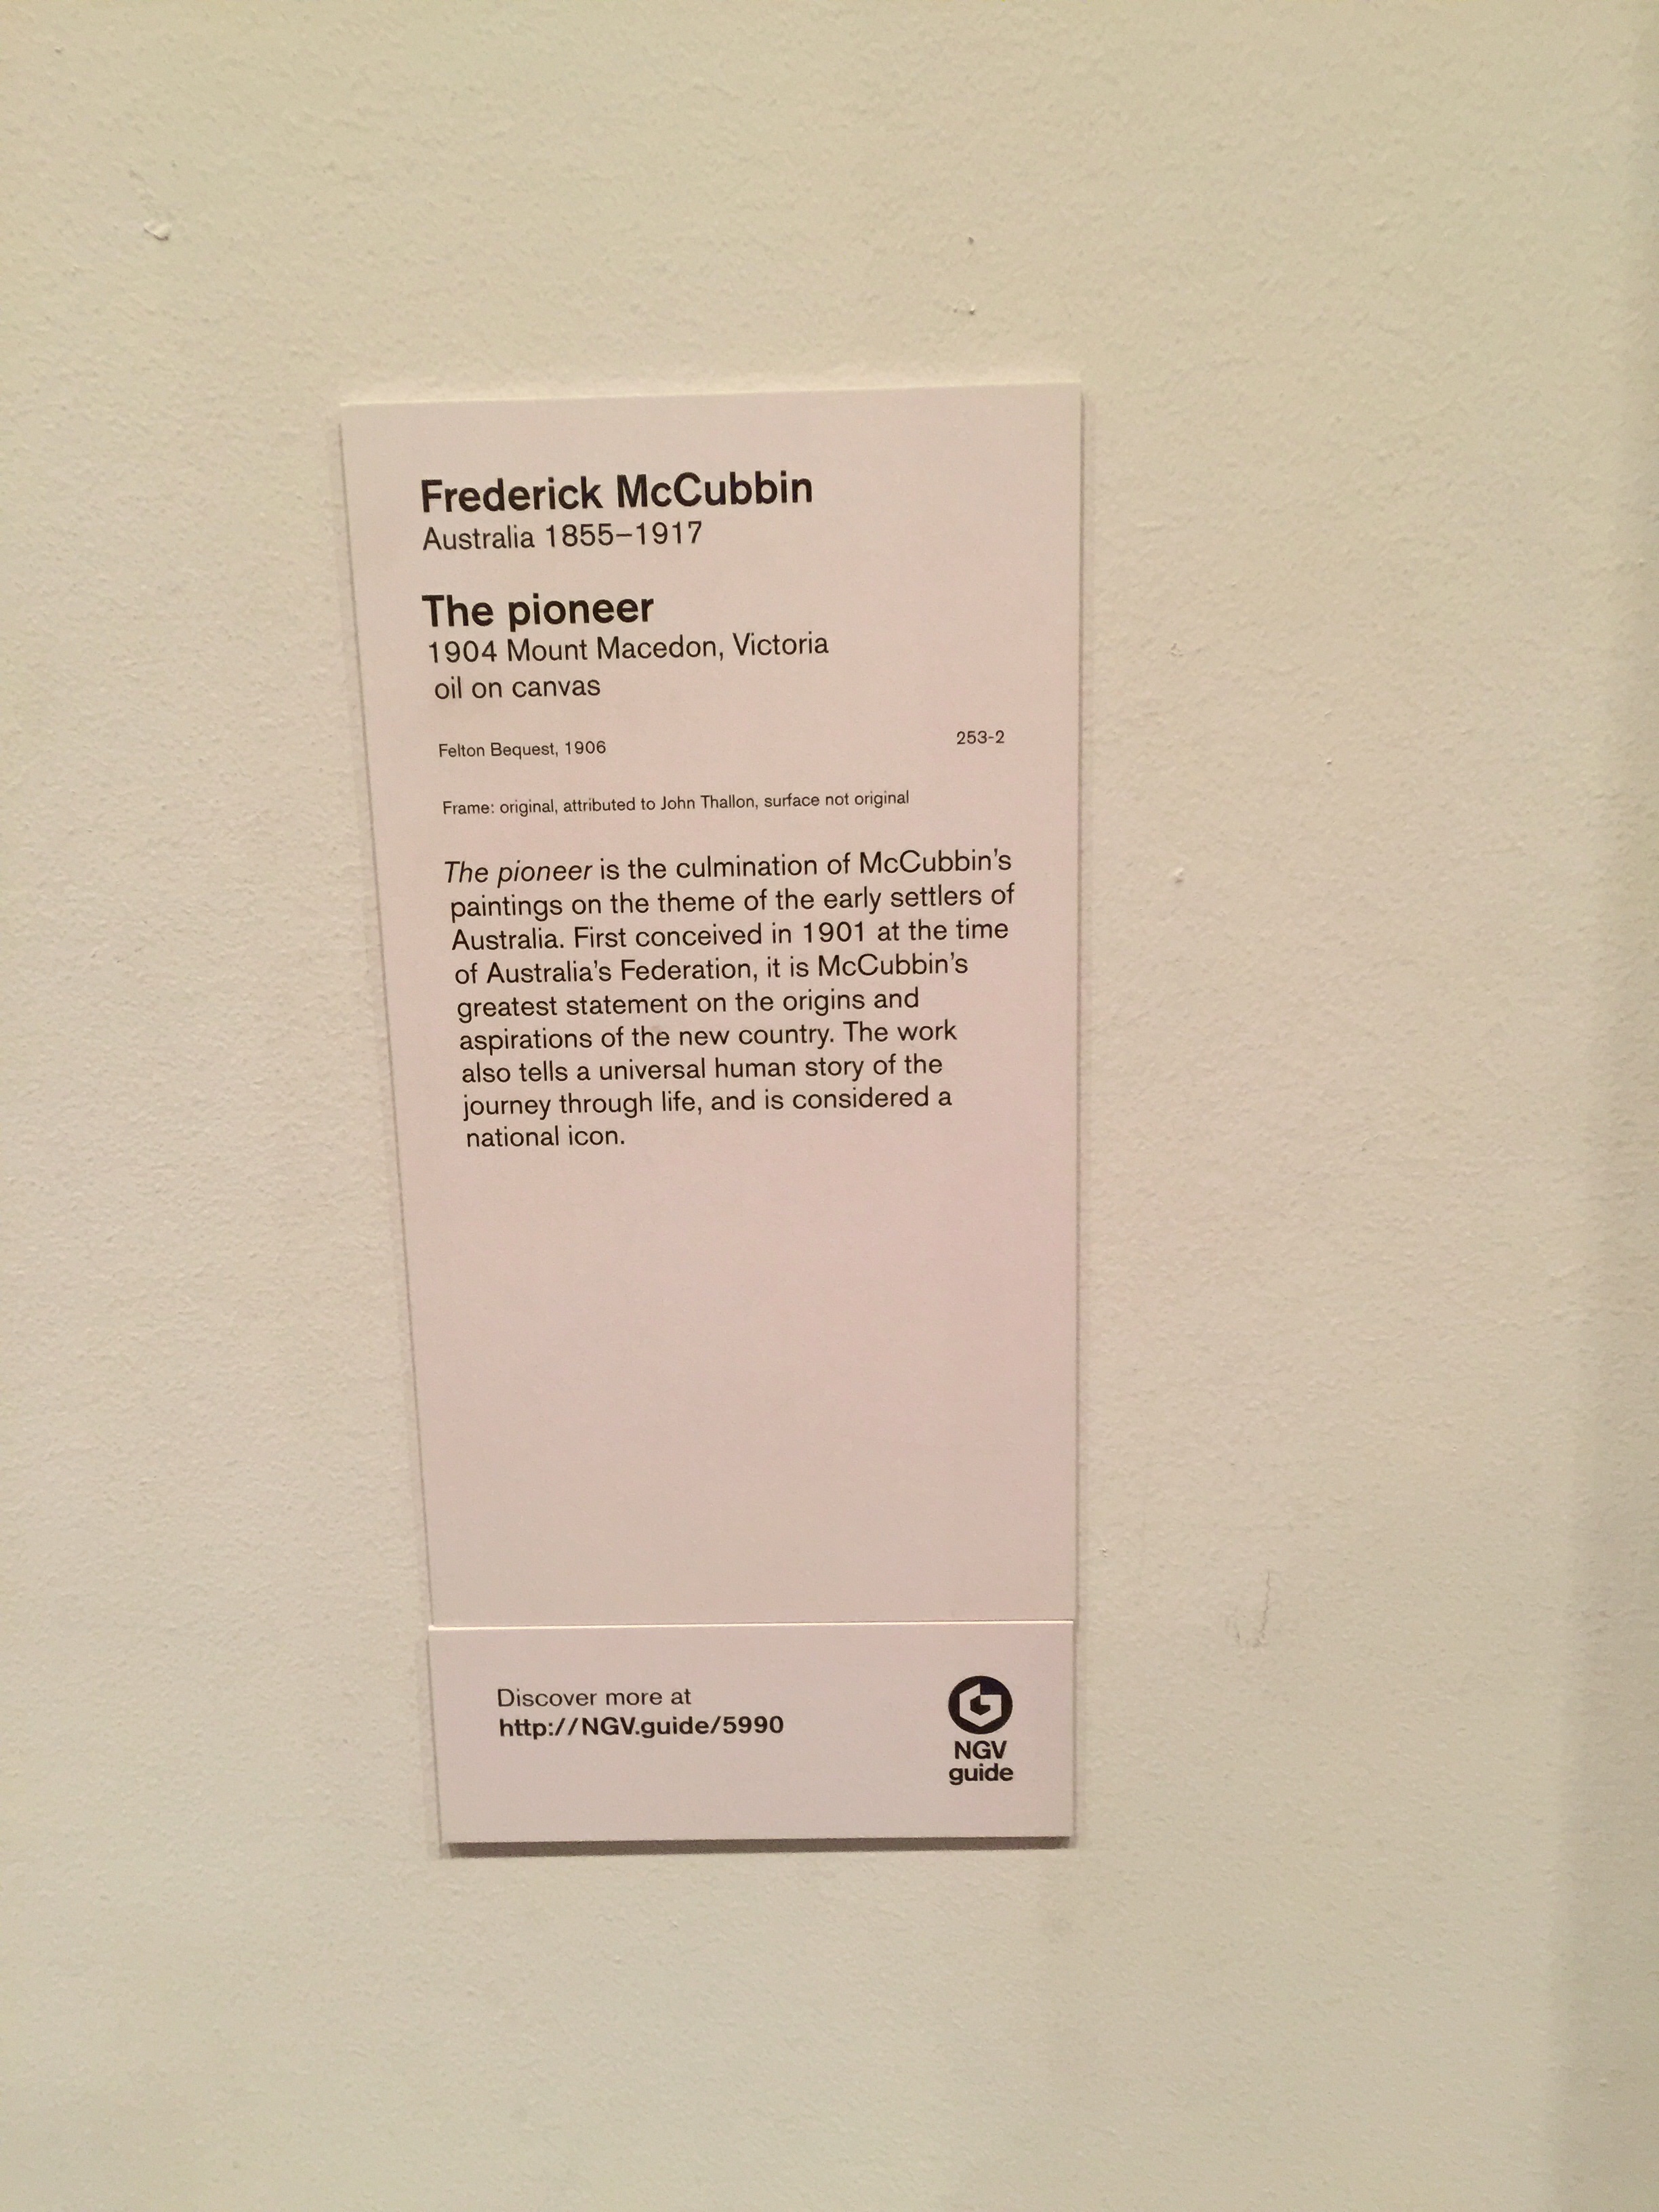 Frederick McCubbin
Australia 1855–1917
The pioneer
1904 Mount Macedon, Victoria
oil on canvas
Felton Bequest, 1906 253-2
Frame: original, attributed to John Thallon, surface not original
The pioneer is the culmination of McCubbin's
paintings on the theme of the early settlers of
Australia. First conceived in 1901 at the time
of Australia's Federation, it is McCubbin's
greatest statement on the origins and
aspirations of the new country. The work
also tells a universal human story of the
journey through life, and is considered a
national icon.
Discover more at
http://NGV.guide/5990
NGV
guide